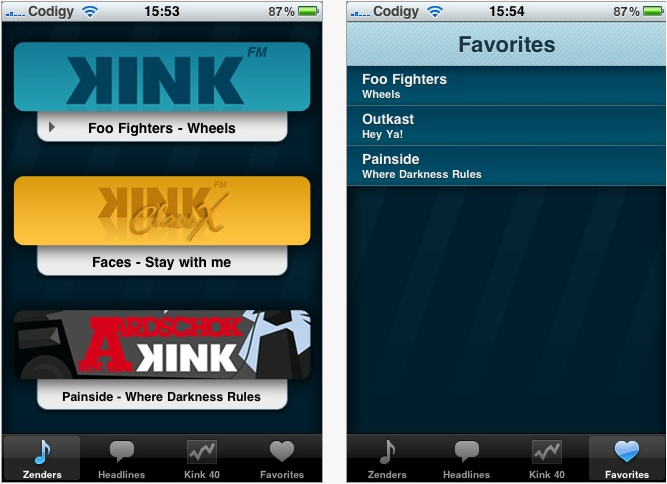 Codigy 15:53 87%
KINK FM
Foo Fighters - Wheels
KINK FM
ClassX
Faces - Stay with me
AARDSCHOK
KINK
Painside - Where Darkness Rules
Zenders Headlines Kink 40 Favorites
Codigy 15:54 87%
Favorites
Foo Fighters
Wheels
Outkast
Hey Ya!
Painside
Where Darkness Rules
Zenders Headlines Kink 40 Favorites